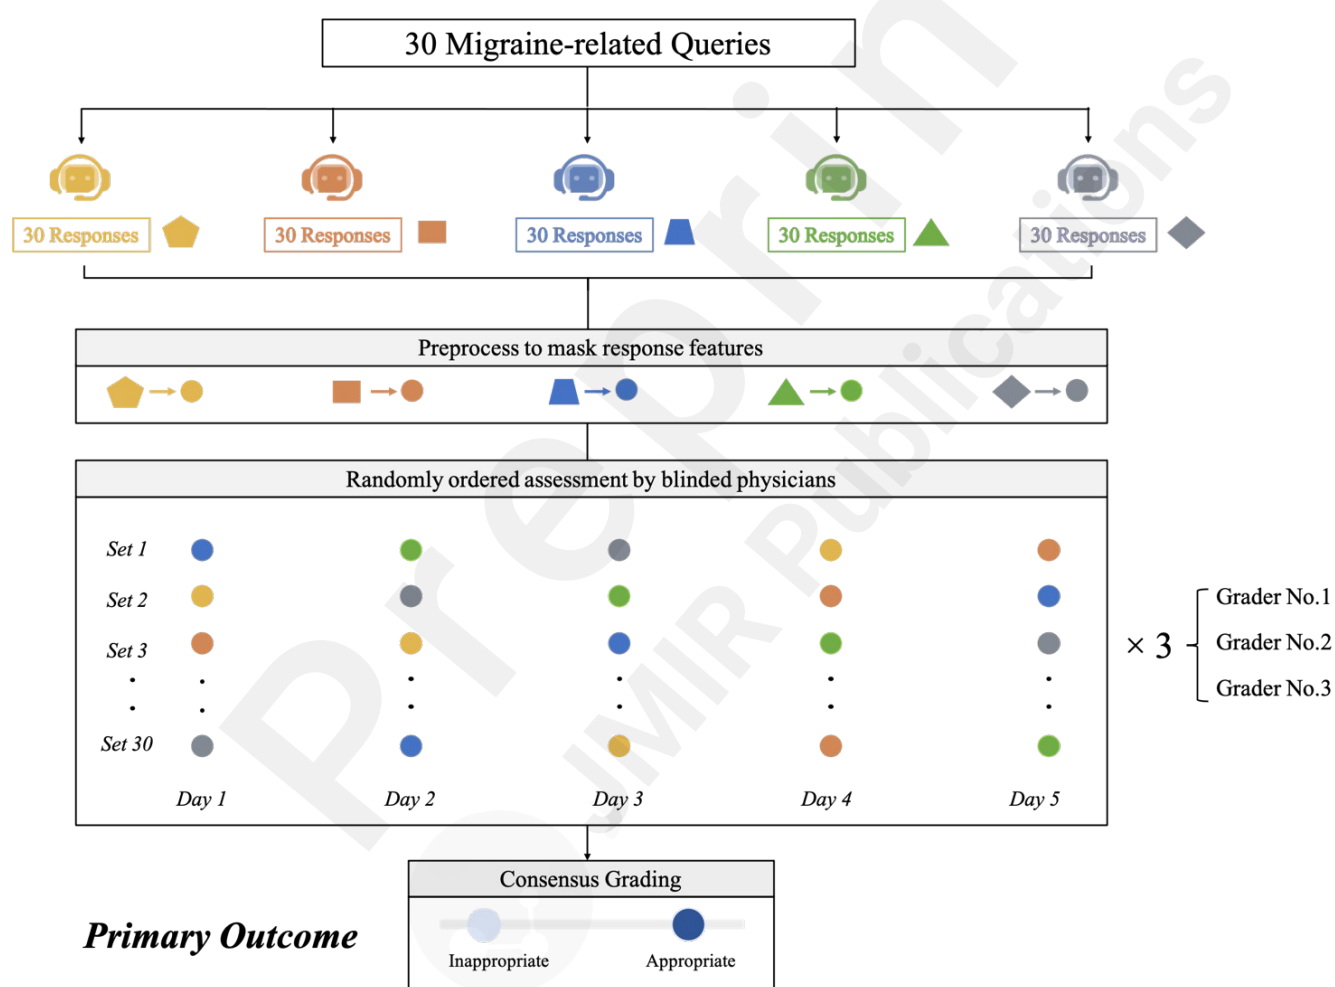 30 Migraine-related Queries
30 Responses
30 Responses
30 Responses
30 Responses
30 Responses
Preprocess to mask response features
Randomly ordered assessment by blinded physicians
Set 1
Set 2
Set 3
Set 30
Day 1
Day 2
Day 3
Day 4
Day 5
× 3
Grader No.1
Grader No.2
Grader No.3
Consensus Grading
Primary Outcome
Inappropriate
Appropriate
Preprin
JMIR Publications